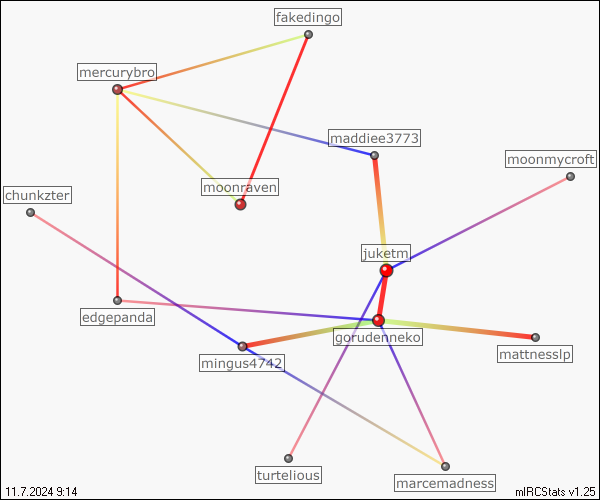 fakedingo
mercurybro
maddiee3773
moonmycroft
moonraven
chunkzter
juketm
edgepanda
gorudenneko
mattnesslp
mingus4742
turtelious
marcemadness
11.7.2024 9:14
mIRCStats v1.25